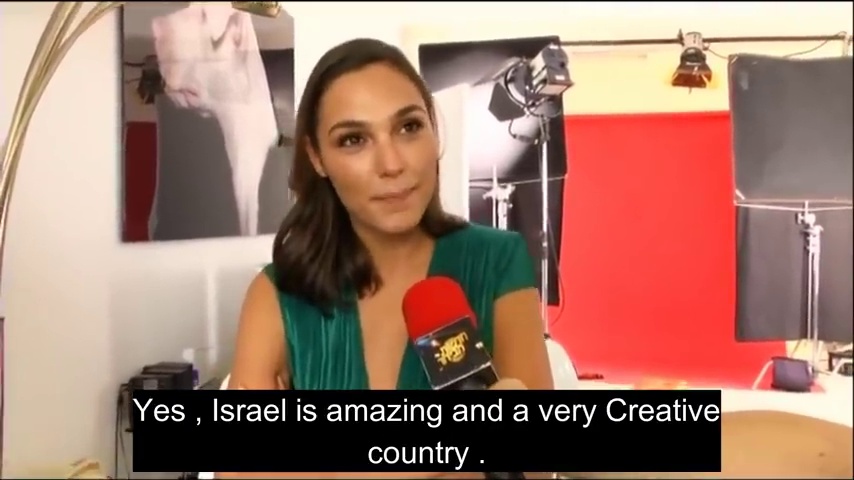 Yes , Israel is amazing and a very Creative
country .